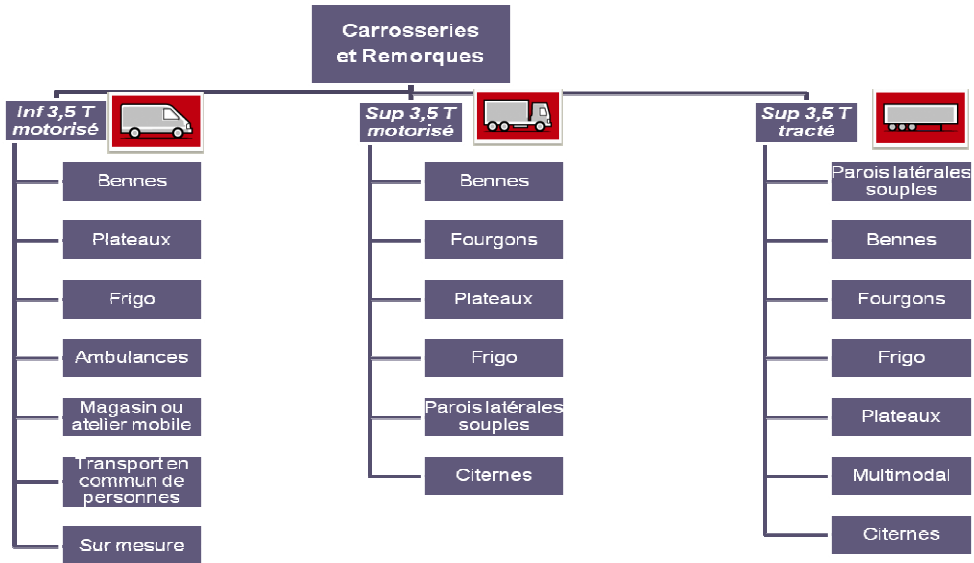 Carrosseries
et Remorques
Inf 3,5 T
motorisé
Bennes
Plateaux
Frigo
Ambulances
Magasin ou
atelier mobile
Transport en
commun de
personnes
Sur mesure
Sup 3,5 T
motorisé
Bennes
Fourgons
Plateaux
Frigo
Parois latérales
souples
Citernes
Sup 3,5 T
tracté
Parois latérales
souples
Bennes
Fourgons
Frigo
Plateaux
Multimodal
Citernes